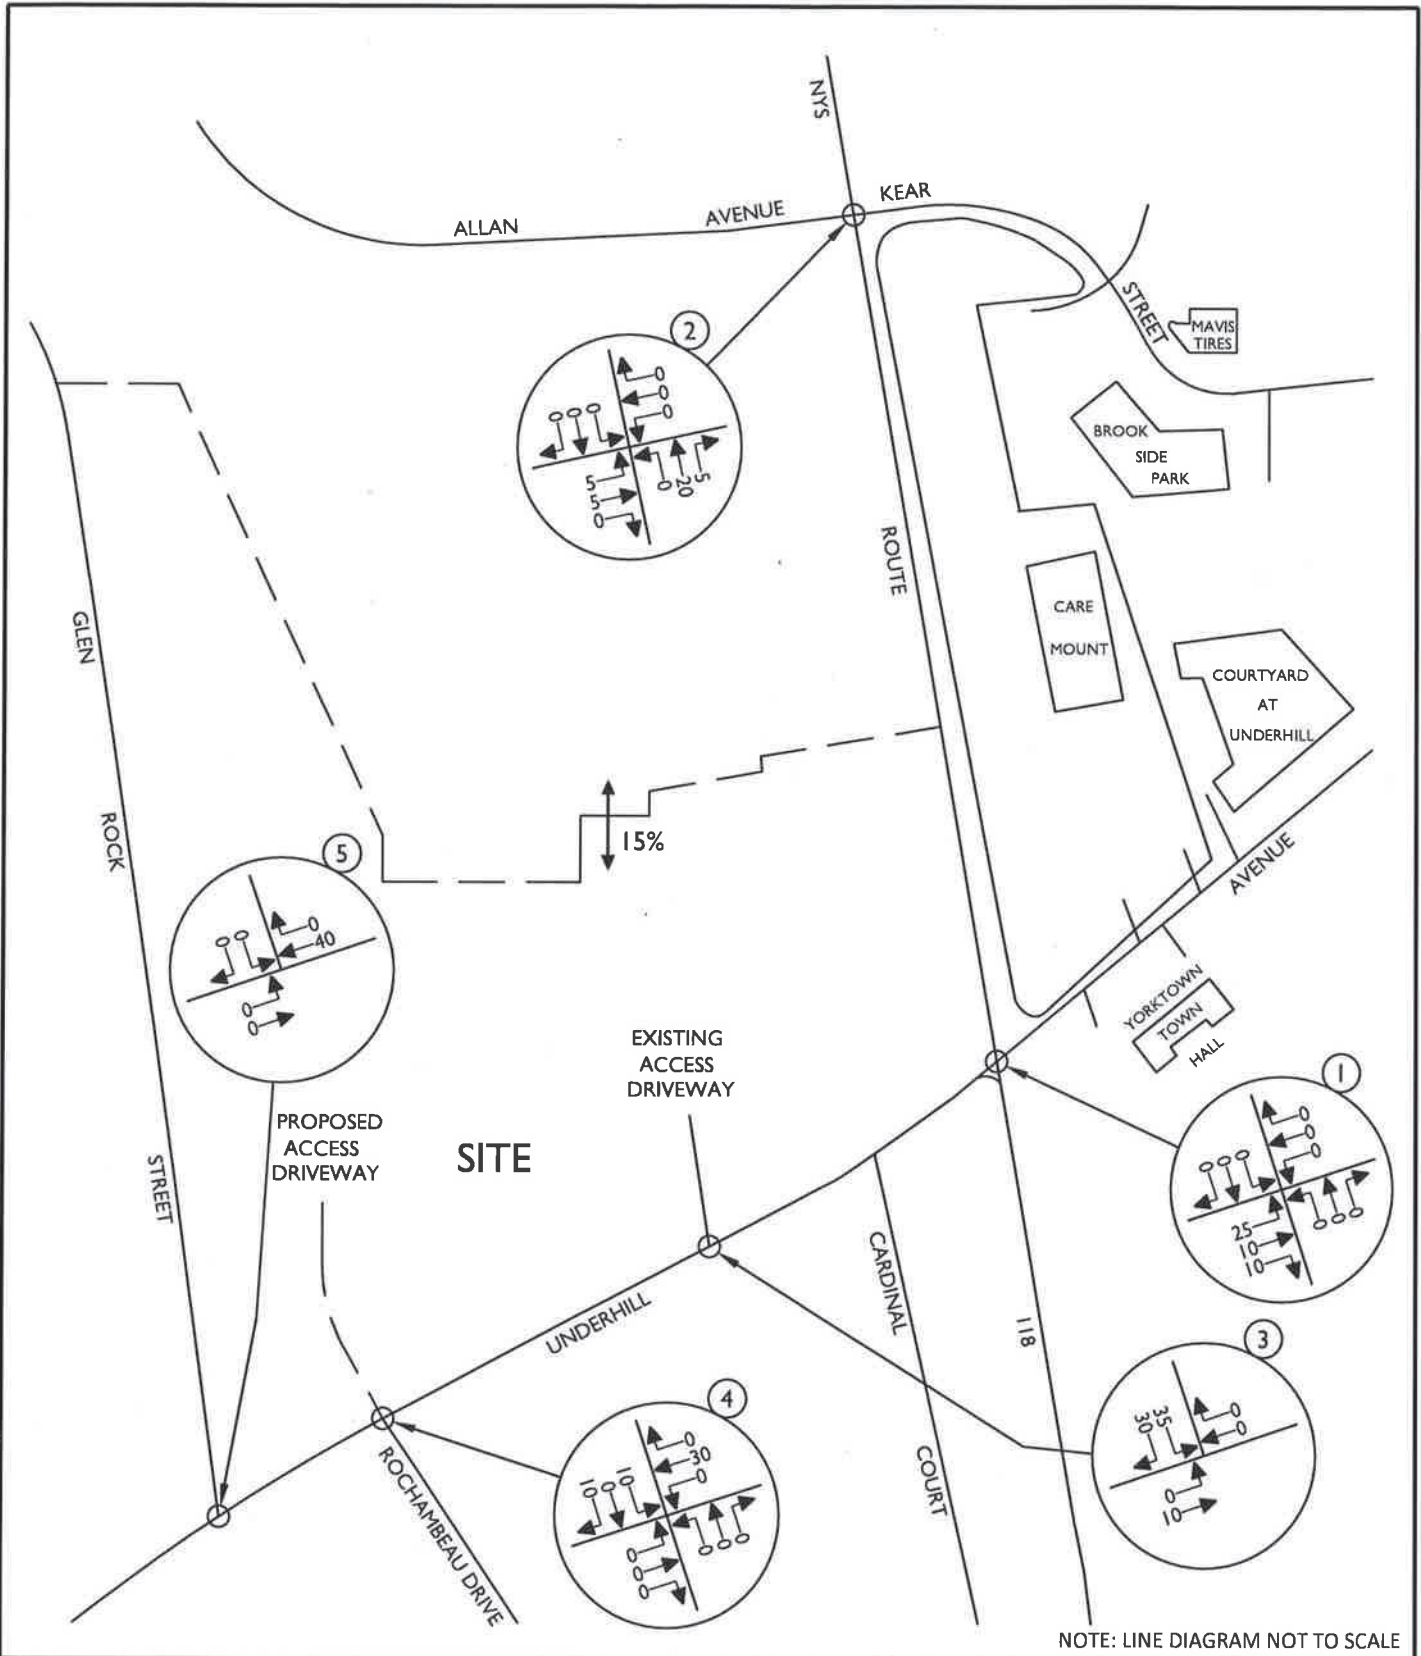 NYS
ALLAN
AVENUE
KEAR
STREET
MAVIS
TIRES
2
0
0
0
0
0
0
5
5
0
0
20
5
BROOK
SIDE
PARK
ROUTE
CARE
MOUNT
COURTYARD
AT
UNDERHILL
GLEN
ROCK
STREET
15%
5
0
0
0
40
0
0
AVENUE
YORKTOWN
TOWN
HALL
EXISTING
ACCESS
DRIVEWAY
PROPOSED
ACCESS
DRIVEWAY
SITE
1
0
0
0
0
0
0
25
10
10
0
0
0
CARDINAL
COURT
118
UNDERHILL
3
30
35
0
0
0
10
4
10
0
10
0
30
0
0
0
0
0
0
0
ROCHAMBEAU DRIVE
NOTE: LINE DIAGRAM NOT TO SCALE